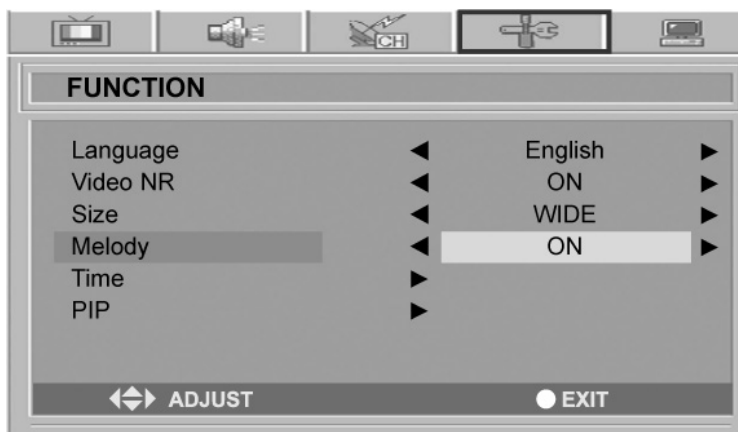 CH
FUNCTION
Language English
Video NR ON
Size WIDE
Melody ON
Time
PIP
ADJUST EXIT